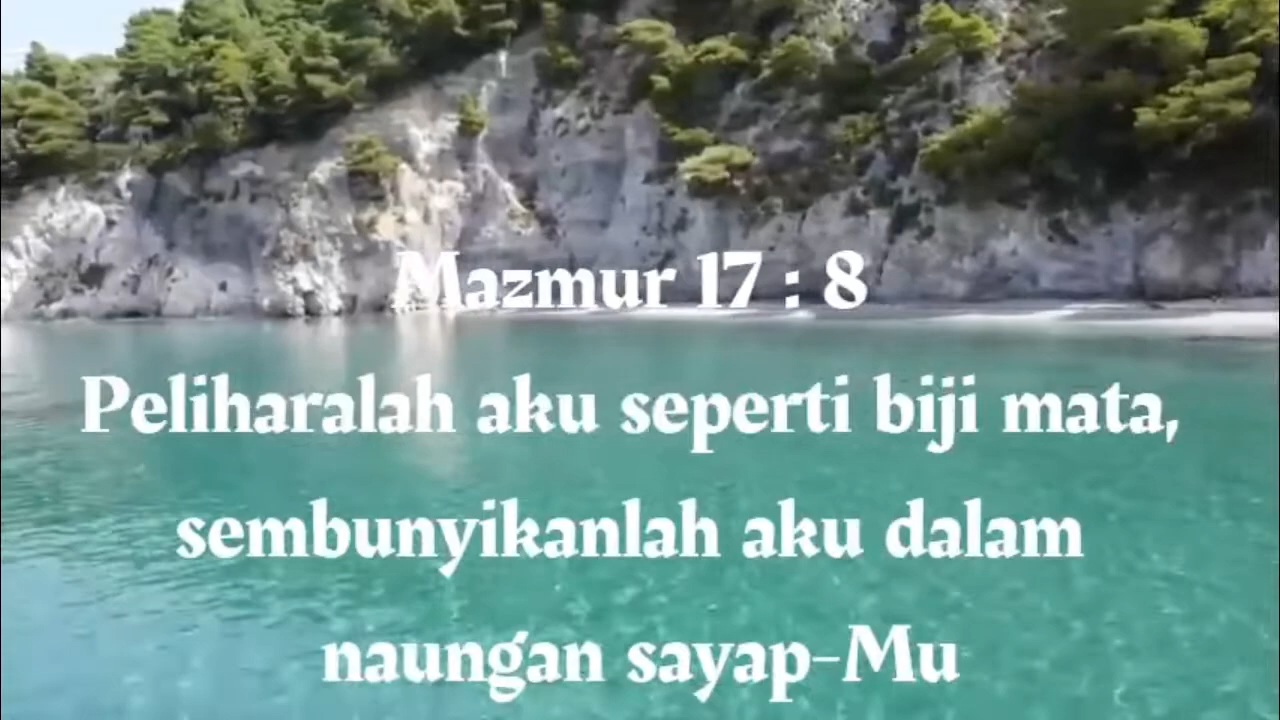 Mazmur 17 : 8
Peliharalah aku seperti biji mata,
sembunyikanlah aku dalam
naungan sayap-Mu